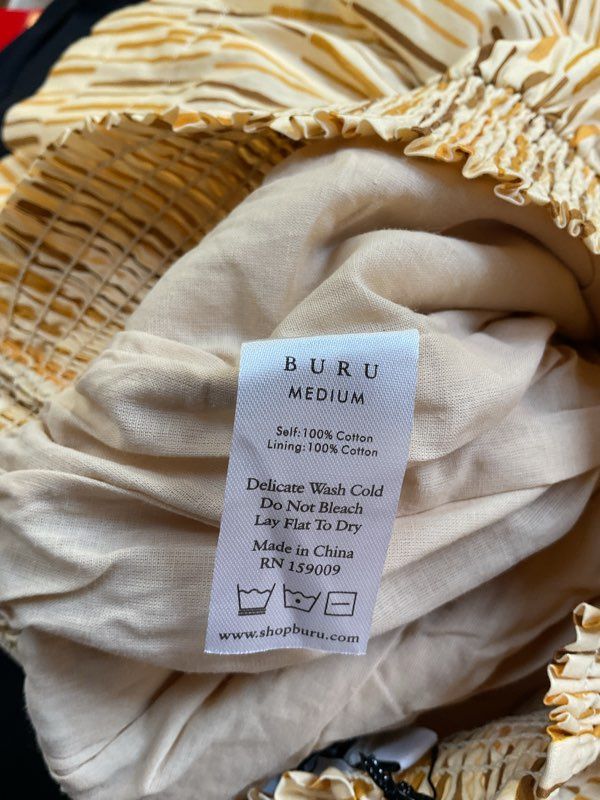 BURU
MEDIUM
Self: 100% Cotton
Lining: 100% Cotton
Delicate Wash Cold
Do Not Bleach
Lay Flat To Dry
Made in China
RN 159009
www.shopburu.com